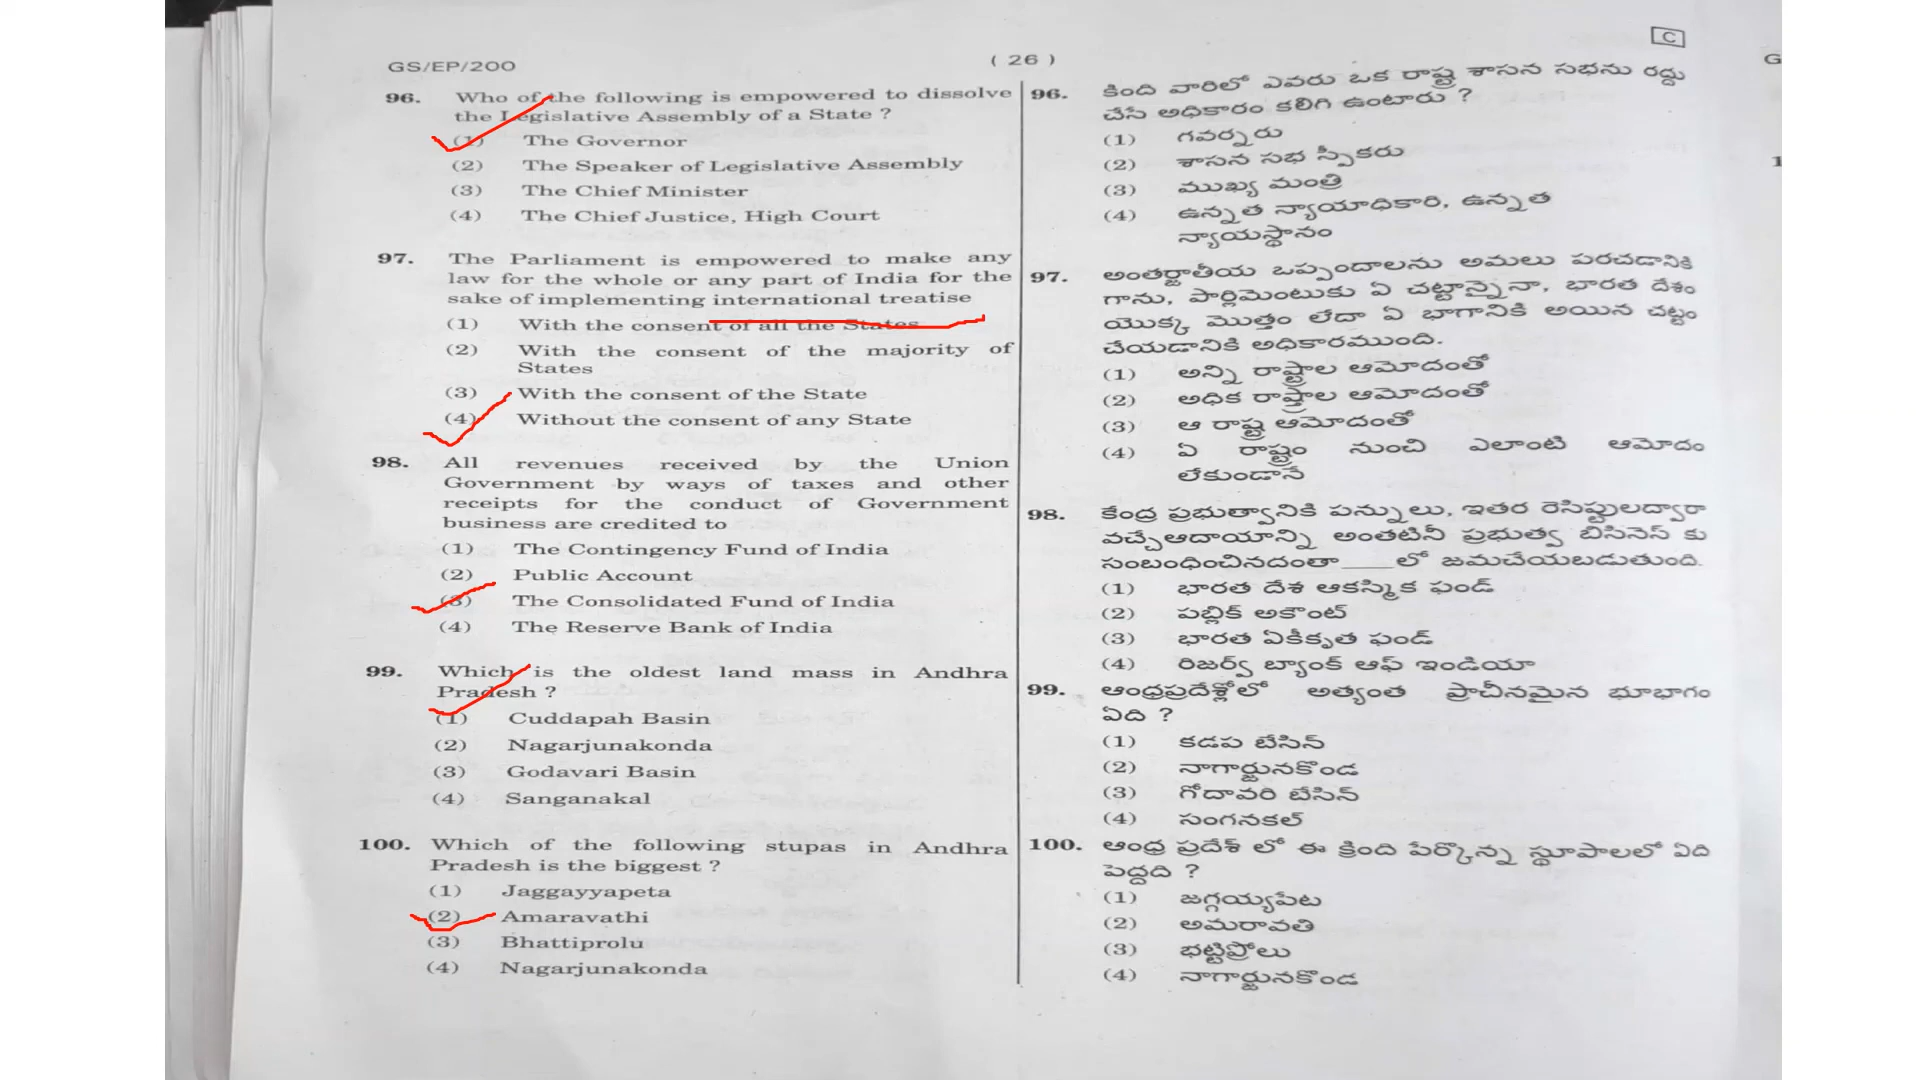 C
GS/EP/200
( 26 )
G
96. Who of the following is empowered to dissolve
the Legislative Assembly of a State ?
(1) The Governor
(2) The Speaker of Legislative Assembly
(3) The Chief Minister
(4) The Chief Justice, High Court
97. The Parliament is empowered to make any
law for the whole or any part of India for the
sake of implementing international treatise
(1) With the consent of all the States
(2) With the consent of the majority of
States
(3) With the consent of the State
(4) Without the consent of any State
98. All revenues received by the Union
Government by ways of taxes and other
receipts for the conduct of Government
business are credited to
(1) The Contingency Fund of India
(2) Public Account
(3) The Consolidated Fund of India
(4) The Reserve Bank of India
99. Which is the oldest land mass in Andhra
Pradesh ?
(1) Cuddapah Basin
(2) Nagarjunakonda
(3) Godavari Basin
(4) Sanganakal
100. Which of the following stupas in Andhra
Pradesh is the biggest ?
(1) Jaggayyapeta
(2) Amaravathi
(3) Bhattiprolu
(4) Nagarjunakonda
96. కింది వారిలో ఎవరు ఒక రాష్ట్ర శాసన సభను రద్దు
చేసే అధికారం కలిగి ఉంటారు ?
(1) గవర్నరు
(2) శాసన సభ స్పీకరు
(3) ముఖ్య మంత్రి
(4) ఉన్నత న్యాయాధికారి, ఉన్నత
న్యాయస్థానం
97. అంతర్జాతీయ ఒప్పందాలను అమలు పరచడానికి
గాను, పార్లిమెంటుకు ఏ చట్టాన్నైనా, భారత దేశం
యొక్క మొత్తం లేదా ఏ భాగానికి అయిన చట్టం
చేయడానికి అధికారముంది.
(1) అన్ని రాష్ట్రాల ఆమోదంతో
(2) అధిక రాష్ట్రాల ఆమోదంతో
(3) ఆ రాష్ట్ర ఆమోదంతో
(4) ఏ రాష్ట్రం నుంచి ఎలాంటి ఆమోదం
లేకుండానే
98. కేంద్ర ప్రభుత్వానికి పన్నులు, ఇతర రెసిప్టులద్వారా
వచ్చేఆదాయాన్ని అంతటినీ ప్రభుత్వ బిసినెస్ కు
సంబంధించినదంతా ____ లో జమచేయబడుతుంది.
(1) భారత దేశ ఆకస్మిక ఫండ్
(2) పబ్లిక్ అకౌంట్
(3) భారత ఏకీకృత ఫండ్
(4) రిజర్వ్ బ్యాంక్ ఆఫ్ ఇండియా
99. ఆంధ్రప్రదేశ్లోలో అత్యంత ప్రాచీనమైన భూభాగం
ఏది ?
(1) కడప బేసిన్
(2) నాగార్జునకొండ
(3) గోదావరి బేసిన్
(4) సంగనకల్
100. ఆంధ్ర ప్రదేశ్ లో ఈ క్రింది పేర్కొన్న స్థూపాలలో ఏది
పెద్దది ?
(1) జగ్గయ్యపేట
(2) అమరావతి
(3) భట్టిప్రోలు
(4) నాగార్జునకొండ